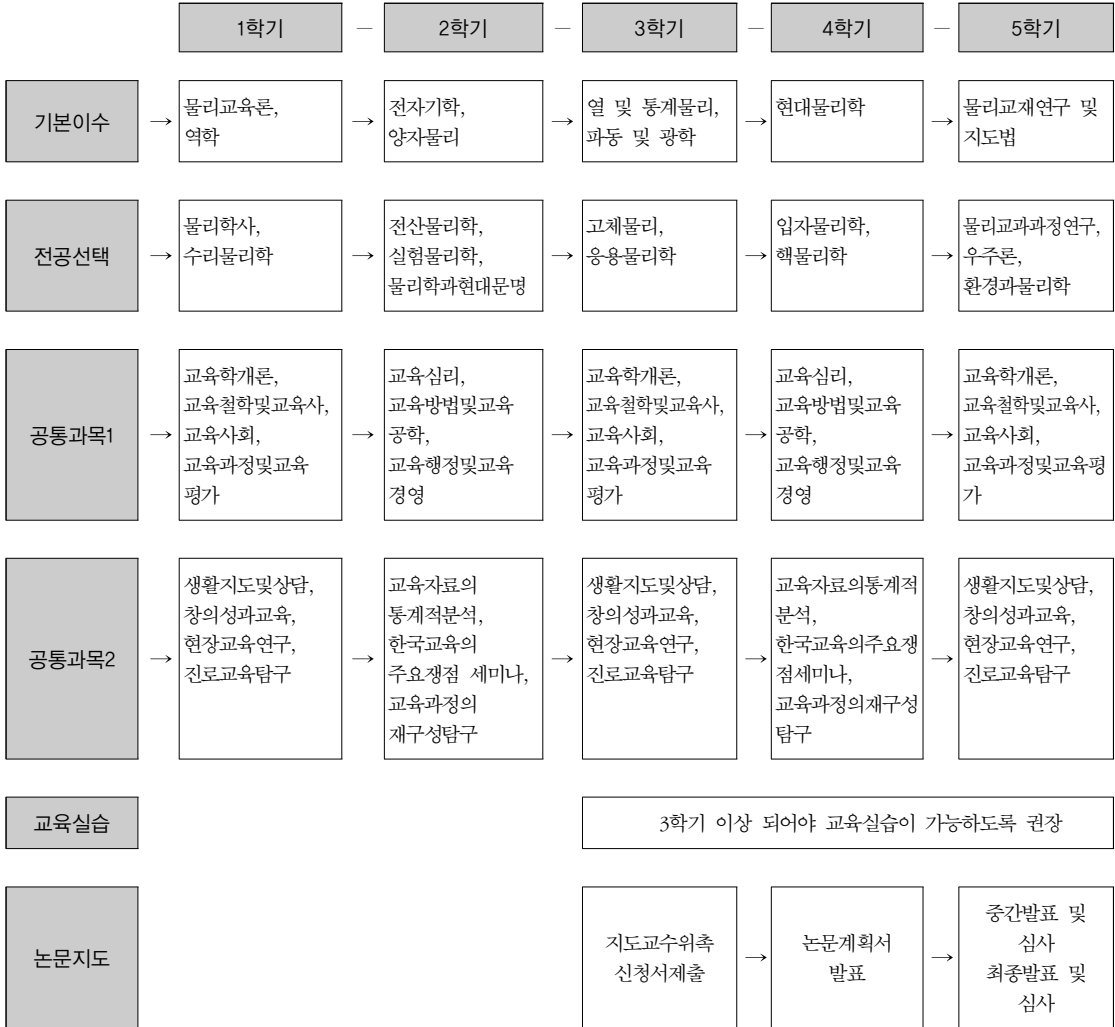 1학기 － 2학기 － 3학기 － 4학기 － 5학기
기본이수
→
물리교육론,
역학
→
전자기학,
양자물리
→
열 및 통계물리,
파동 및 광학
→
현대물리학
→
물리교재연구 및
지도법
전공선택
→
물리학사,
수리물리학
→
전산물리학,
실험물리학,
물리학과현대문명
→
고체물리,
응용물리학
→
입자물리학,
핵물리학
→
물리교과과정연구,
우주론,
환경과물리학
공통과목1
→
교육학개론,
교육철학및교육사,
교육사회,
교육과정및교육
평가
→
교육심리,
교육방법및교육
공학,
교육행정및교육
경영
→
교육학개론,
교육철학및교육사,
교육사회,
교육과정및교육
평가
→
교육심리,
교육방법및교육
공학,
교육행정및교육
경영
→
교육학개론,
교육철학및교육사,
교육사회,
교육과정및교육평
가
공통과목2
→
생활지도및상담,
창의성과교육,
현장교육연구,
진로교육탐구
→
교육자료의
통계적분석,
한국교육의
주요쟁점 세미나,
교육과정의
재구성탐구
→
생활지도및상담,
창의성과교육,
현장교육연구,
진로교육탐구
→
교육자료의통계적
분석,
한국교육의주요쟁
점세미나,
교육과정의재구성
탐구
→
생활지도및상담,
창의성과교육,
현장교육연구,
진로교육탐구
교육실습
3학기 이상 되어야 교육실습이 가능하도록 권장
논문지도
지도교수위촉
신청서제출
→
논문계획서
발표
→
중간발표 및
심사
최종발표 및
심사